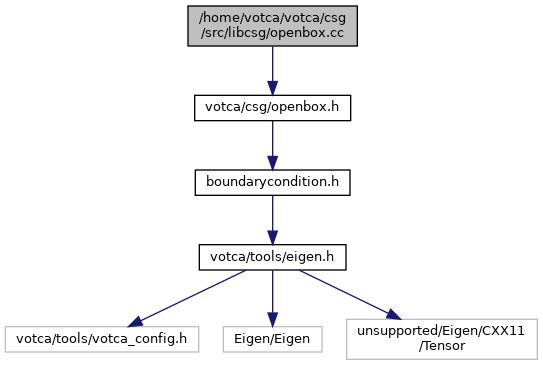 /home/votca/votca/csg
/src/libcsg/openbox.cc
votca/csg/openbox.h
boundarycondition.h
votca/tools/eigen.h
votca/tools/votca_config.h
Eigen/Eigen
unsupported/Eigen/CXX11
/Tensor